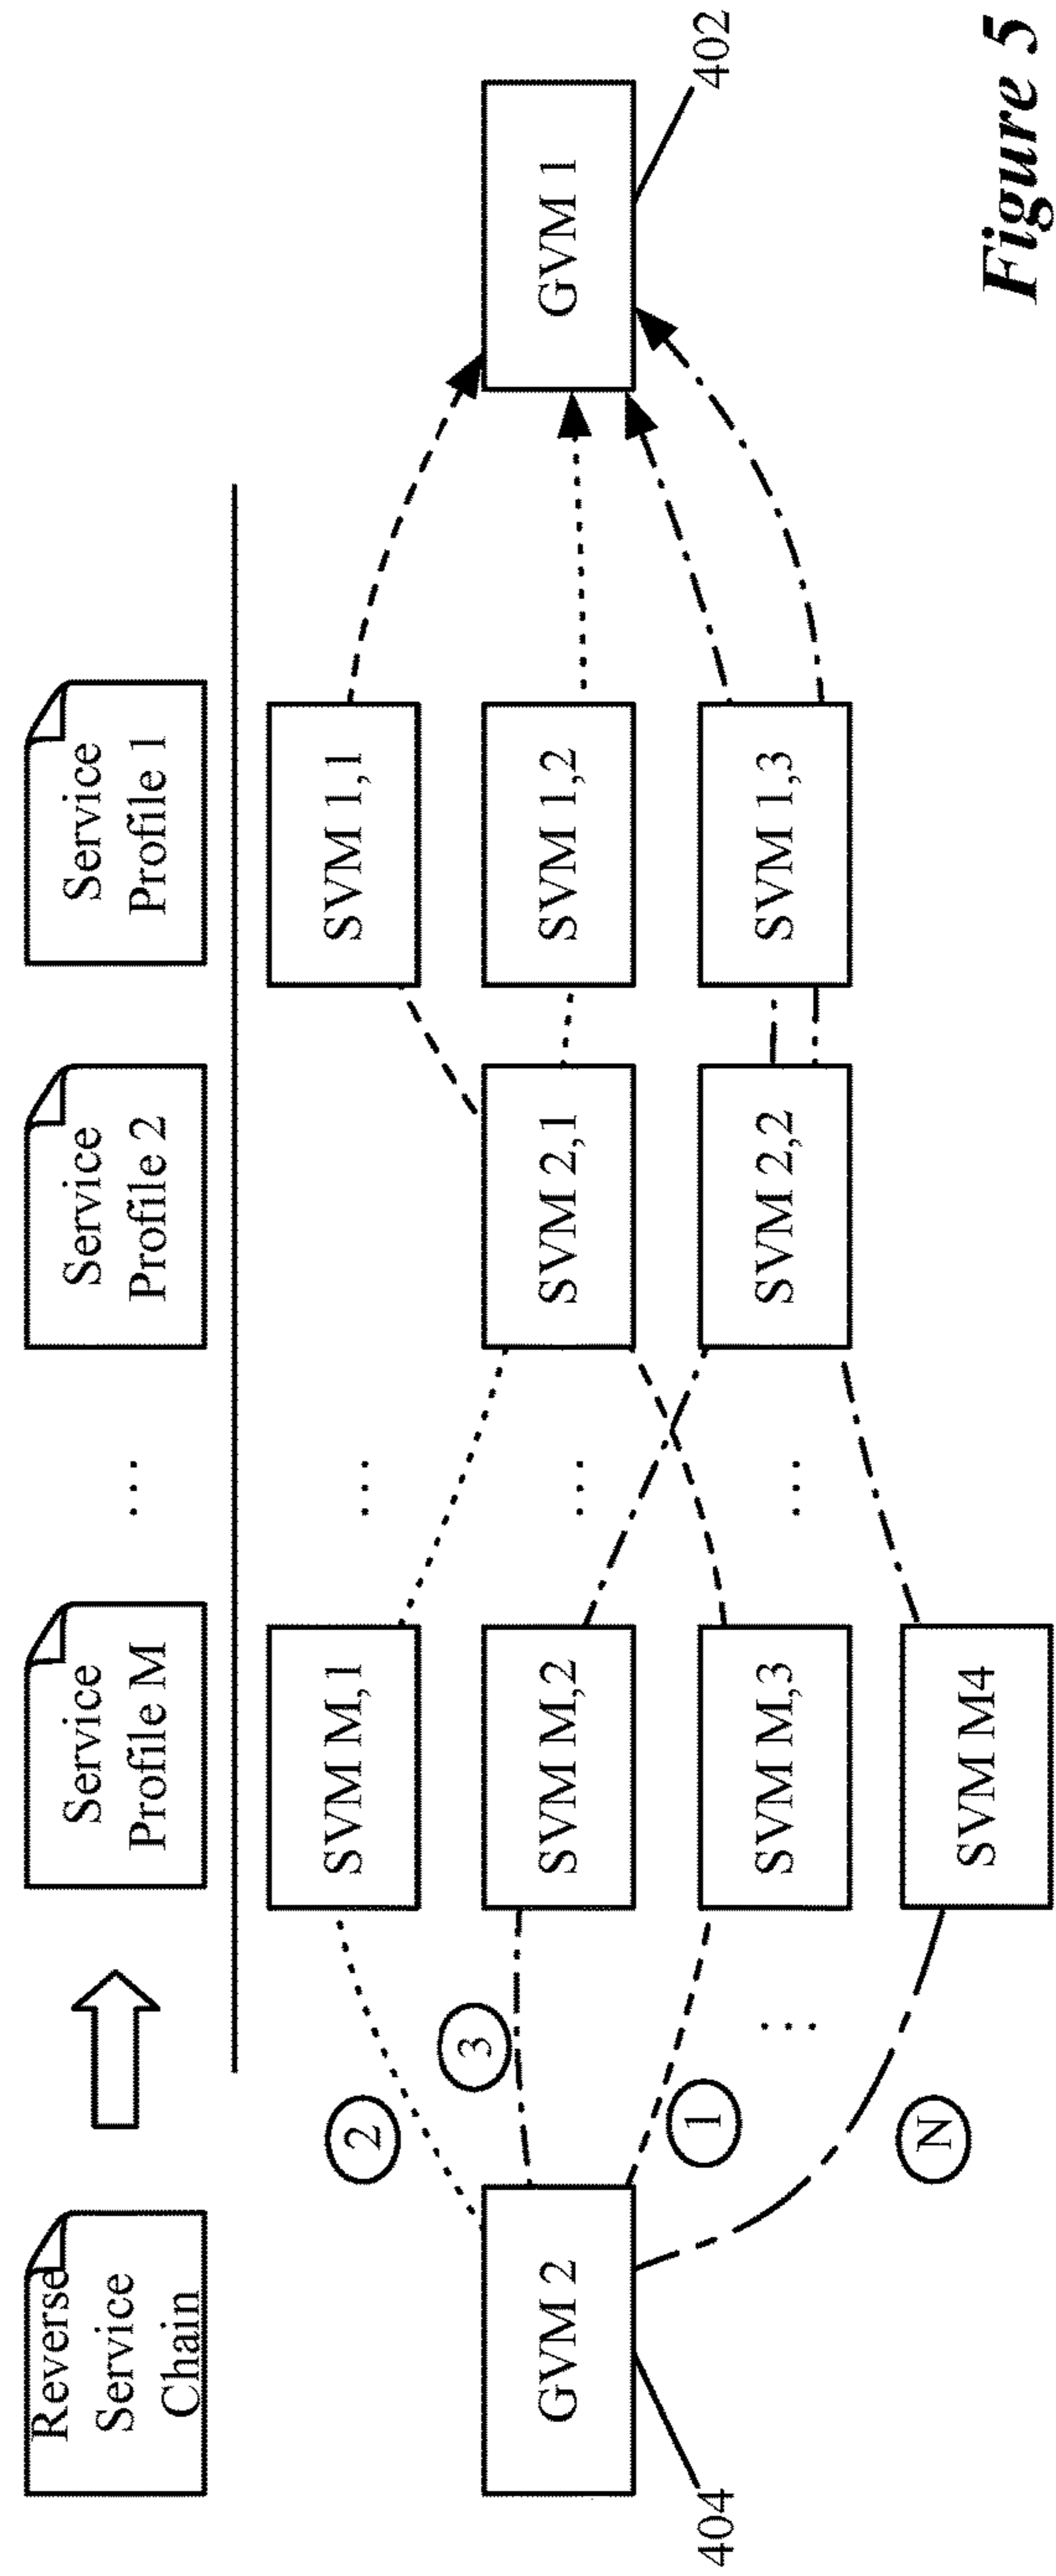 Reverse
Service
Chain
Service
Profile M
...
Service
Profile 2
Service
Profile 1
GVM 2
404
2
3
1
...
N
SVM M,1
SVM M,2
SVM M,3
SVM M4
...
...
...
SVM 2,1
SVM 2,2
SVM 1,1
SVM 1,2
SVM 1,3
GVM 1
402
Figure 5